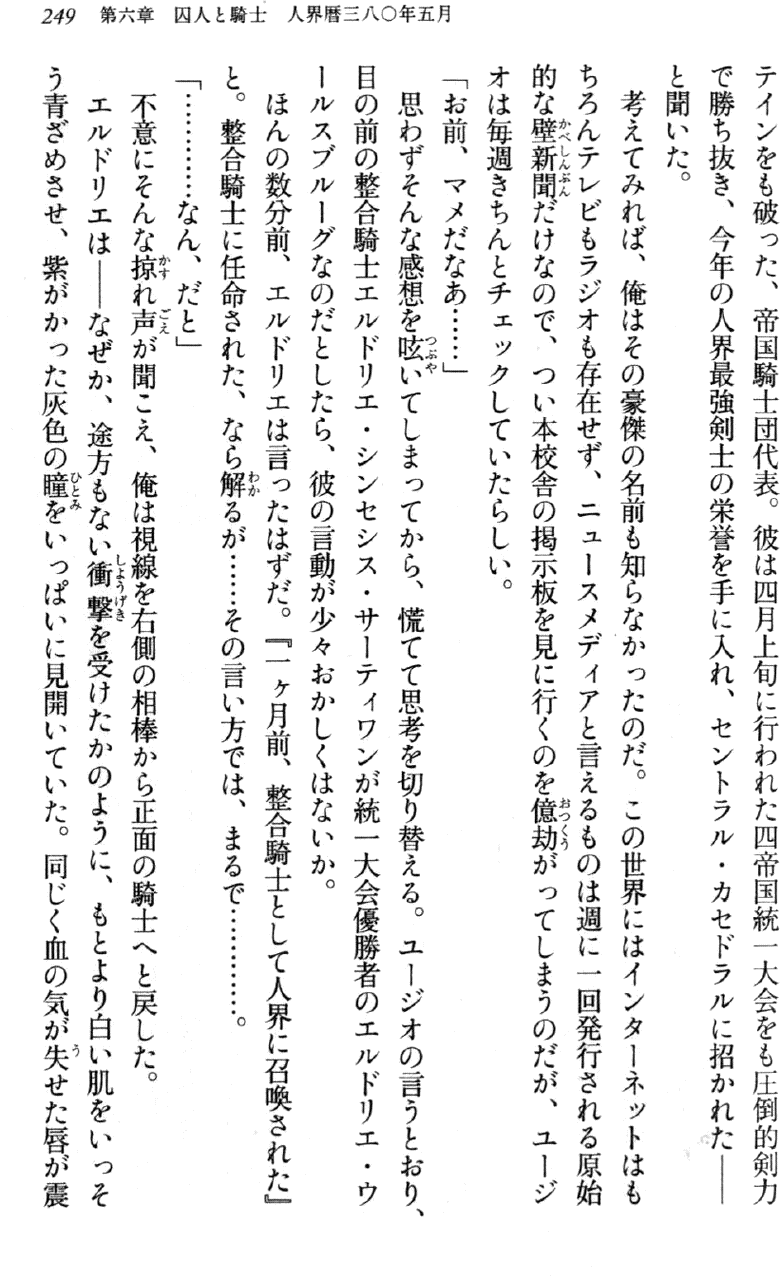 249 第六章 囚人と騎士 人界暦三八〇年五月
テインをも破った、帝国騎士団代表。彼は四月上旬に行われた四帝国統一大会をも圧倒的剣力
で勝ち抜き、今年の人界最強剣士の栄誉を手に入れ、セントラル・カセドラルに招かれた――
と聞いた。
考えてみれば、俺はその豪傑の名前も知らなかったのだ。この世界にはインターネットはも
ちろんテレビもラジオも存在せず、ニュースメディアと言えるものは週に一回発行される原始
的な壁新聞だけなので、つい本校舎の掲示板を見に行くのを億劫がってしまうのだが、ユージ
オは毎週きちんとチェックしていたらしい。
「お前、マメだなあ……」
思わずそんな感想を呟いてしまってから、慌てて思考を切り替える。ユージオの言うとおり、
目の前の整合騎士エルドリエ・シンセシス・サーティワンが統一大会優勝者のエルドリエ・ウ
ールスブルーグなのだとしたら、彼の言動が少々おかしくはないか。
ほんの数分前、エルドリエは言ったはずだ。『一ヶ月前、整合騎士として人界に召喚された』
と。整合騎士に任命された、なら解るが……その言い方では、まるで…………。
「…………なん、だと」
不意にそんな掠れ声が聞こえ、俺は視線を右側の相棒から正面の騎士へと戻した。
エルドリエは――なぜか、途方もない衝撃を受けたかのように、もとより白い肌をいっそ
う青ざめさせ、紫がかった灰色の瞳をいっぱいに見開いていた。同じく血の気が失せた唇が震